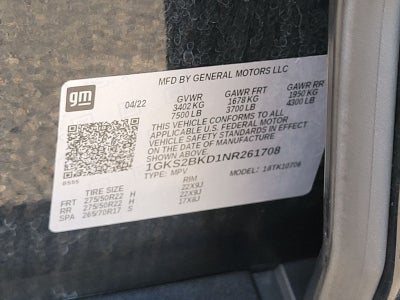 MFD BY GENERAL MOTORS LLC
gm
04/22 GVWR GAWR FRT GAWR RR
3402 KG 1678 KG 1950 KG
7500 LB 3700 LB 4300 LB
THIS VEHICLE CONFORMS TO ALL
APPLICABLE U.S. FEDERAL MOTOR
VEHICLE SAFETY STANDARDS IN EFFECT
ON THE DATE OF MANUFACTURE
SHOWN ABOVE.
1GKS2BKD1NR261708
TYPE: MPV MODEL: 1STK10706
TIRE SIZE RIM
FRT 275/50R22 H 22X9J
RR 275/50R22 H 22X9J
SPA 265/70R17 S 17X8J